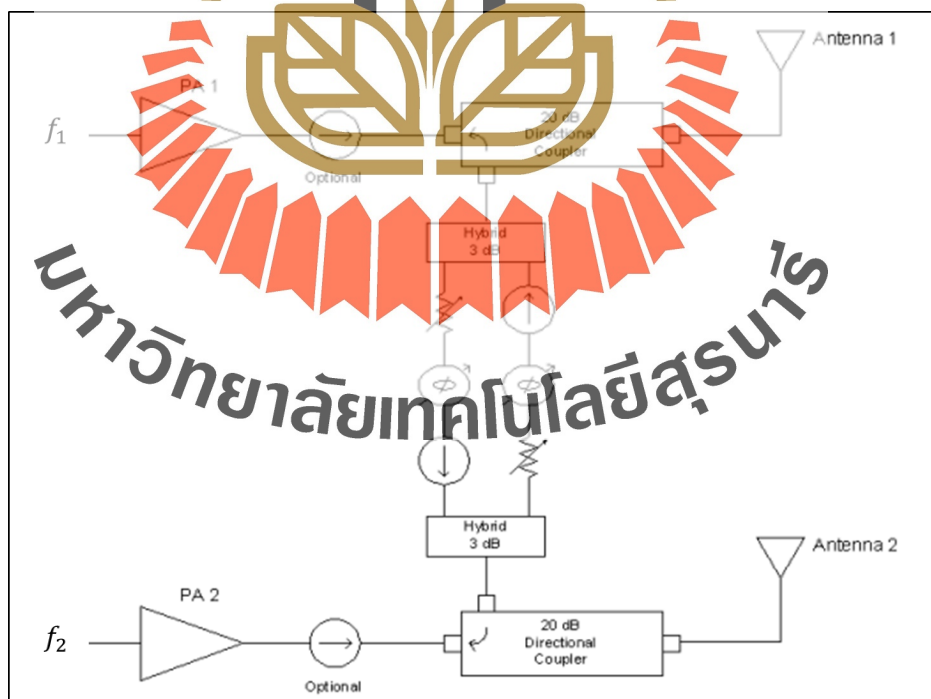 Antenna 1
PA 1
f₁
20 dB
Directional
Coupler
Optional
Hybrid
3 dB
มหาวิทยาลัยเทคโนโลยีสุรนารี
Hybrid
3 dB
Antenna 2
PA 2
f₂
20 dB
Directional
Coupler
Optional